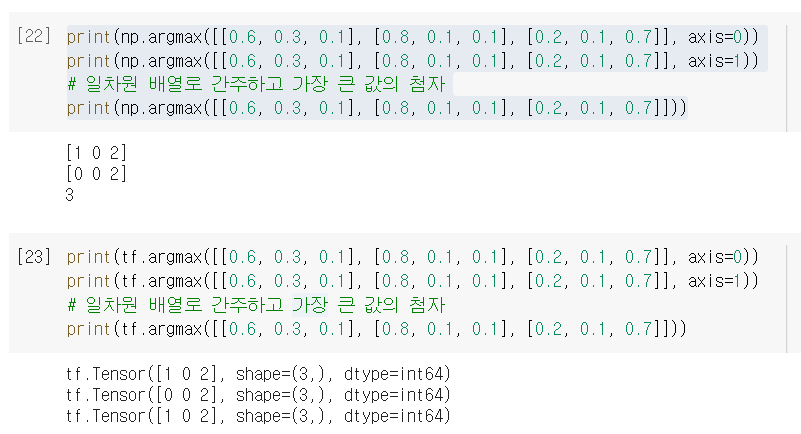 [22] print(np.argmax([[0.6, 0.3, 0.1], [0.8, 0.1, 0.1], [0.2, 0.1, 0.7]], axis=0))
print(np.argmax([[0.6, 0.3, 0.1], [0.8, 0.1, 0.1], [0.2, 0.1, 0.7]], axis=1))
# 일차원 배열로 간주하고 가장 큰 값의 첨자
print(np.argmax([[0.6, 0.3, 0.1], [0.8, 0.1, 0.1], [0.2, 0.1, 0.7]]))
[1 0 2]
[0 0 2]
3
[23] print(tf.argmax([[0.6, 0.3, 0.1], [0.8, 0.1, 0.1], [0.2, 0.1, 0.7]], axis=0))
print(tf.argmax([[0.6, 0.3, 0.1], [0.8, 0.1, 0.1], [0.2, 0.1, 0.7]], axis=1))
# 일차원 배열로 간주하고 가장 큰 값의 첨자
print(tf.argmax([[0.6, 0.3, 0.1], [0.8, 0.1, 0.1], [0.2, 0.1, 0.7]]))
tf.Tensor([1 0 2], shape=(3,), dtype=int64)
tf.Tensor([0 0 2], shape=(3,), dtype=int64)
tf.Tensor([1 0 2], shape=(3,), dtype=int64)